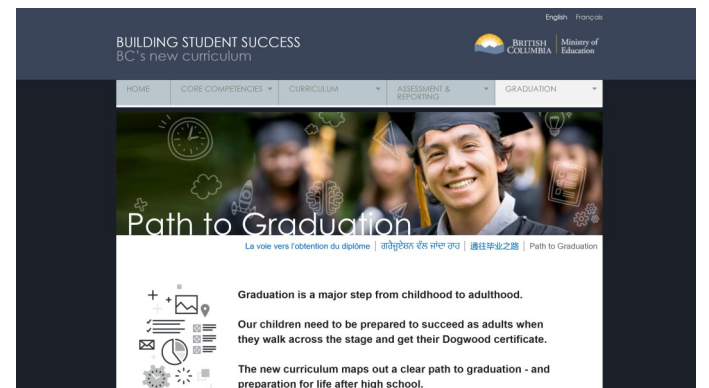 English Français
BUILDING STUDENT SUCCESS
BC's new curriculum
BRITISH COLUMBIA
Ministry of Education
HOME
CORE COMPETENCIES
CURRICULUM
ASSESSMENT & REPORTING
GRADUATION
Path to Graduation
La voie vers l'obtention du diplôme | ਗਰੈਜੂਏਸ਼ਨ ਵੱਲ ਜਾਂਦਾ ਰਾਹ | 通往毕业之路 | Path to Graduation
Graduation is a major step from childhood to adulthood.
Our children need to be prepared to succeed as adults when
they walk across the stage and get their Dogwood certificate.
The new curriculum maps out a clear path to graduation - and
preparation for life after high school.